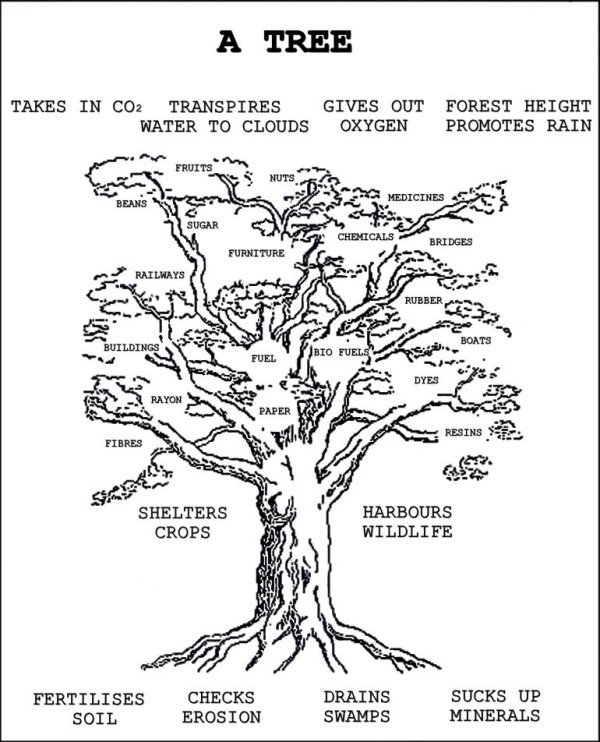 A TREE
TAKES IN CO₂ TRANSPIRES GIVES OUT FOREST HEIGHT
WATER TO CLOUDS OXYGEN PROMOTES RAIN
FRUITS
NUTS
BEANS
MEDICINES
SUGAR
CHEMICALS
BRIDGES
FURNITURE
RAILWAYS
RUBBER
BUILDINGS
FUEL
BIO FUELS
BOATS
DYES
RAYON
PAPER
FIBRES
RESINS
SHELTERS HARBOURS
CROPS WILDLIFE
FERTILISES CHECKS DRAINS SUCKS UP
SOIL EROSION SWAMPS MINERALS